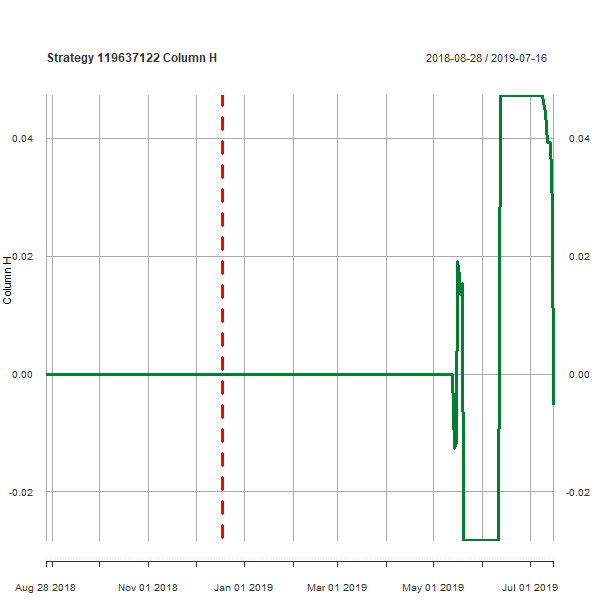 Strategy 119637122 Column H
2018-08-28 / 2019-07-16
0.04
0.04
0.02
0.02
Column H
0.00
0.00
-0.02
-0.02
Aug 28 2018
Nov 01 2018
Jan 01 2019
Mar 01 2019
May 01 2019
Jul 01 2019